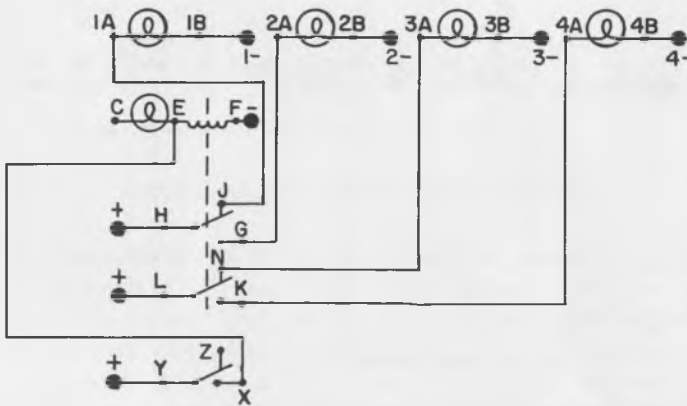 1A 1B 2A 2B 3A 3B 4A 4B
1- 2- 3- 4-
C E F -
J
+ H G
N
+ L K
Z
+ Y X